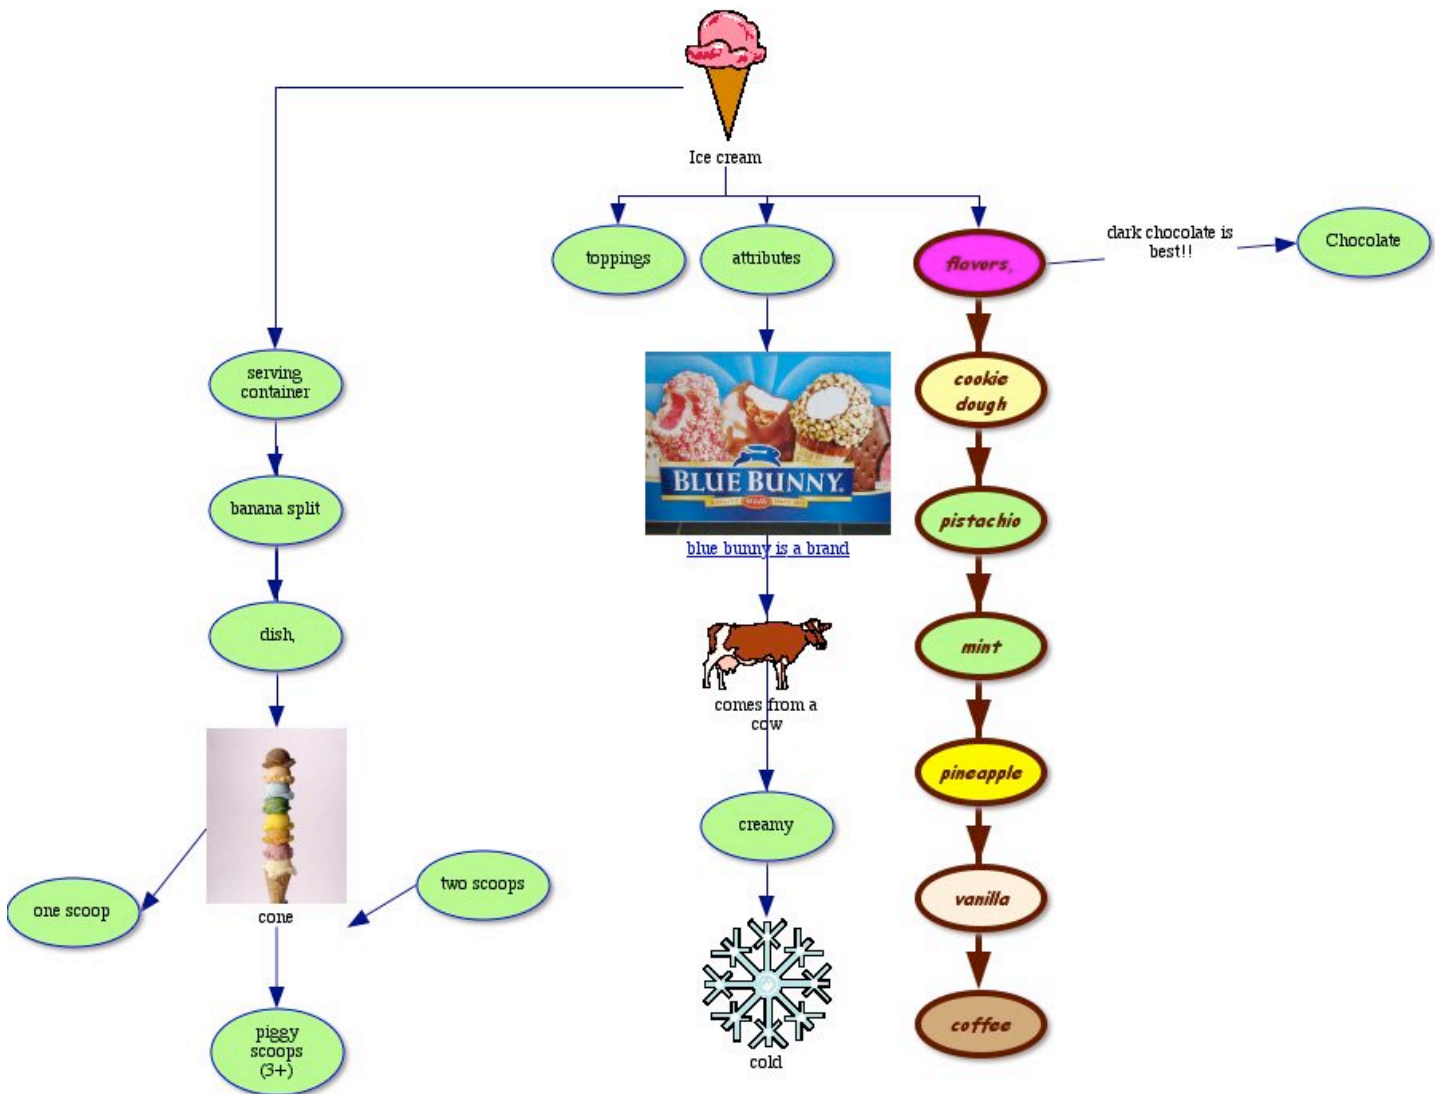 Ice cream
toppings
attributes
flavors,
dark chocolate is
best!!
Chocolate
serving
container
banana split
dish,
cone
one scoop
two scoops
piggy
scoops
(3+)
BLUE BUNNY®
blue bunny is a brand
comes from a
cow
creamy
cold
cookie
dough
pistachio
mint
pineapple
vanilla
coffee